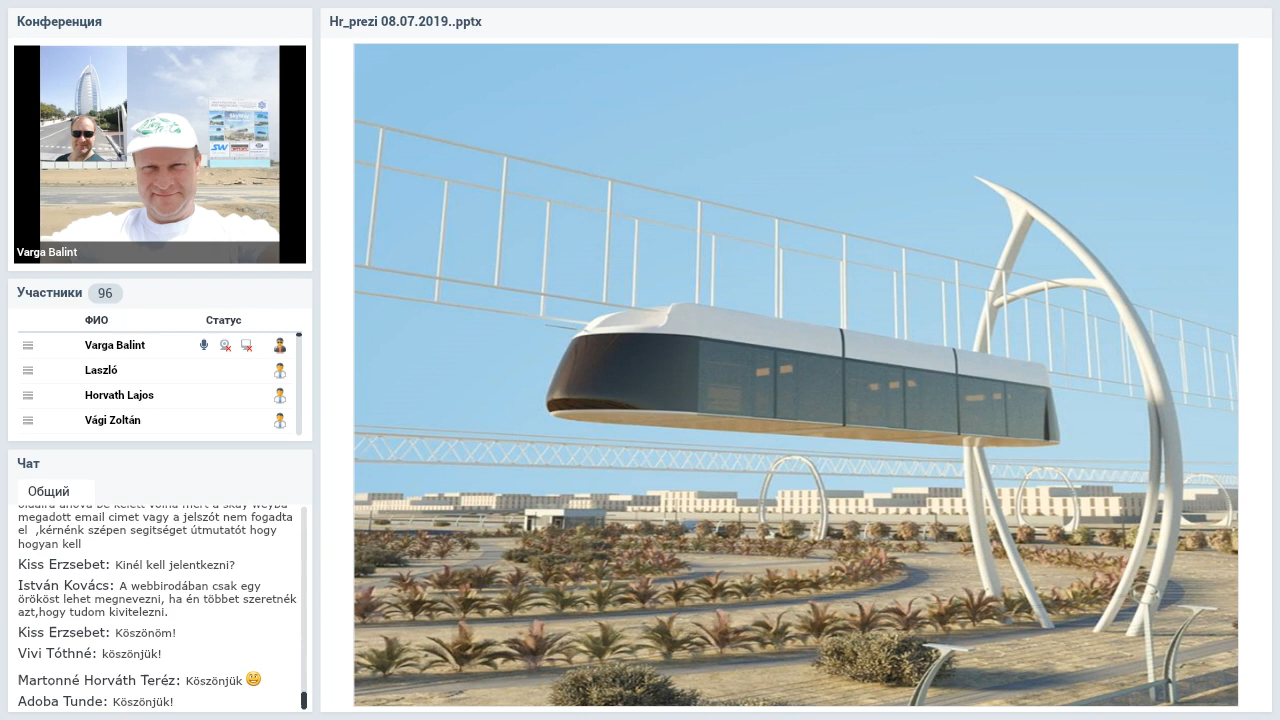 Конференция
SkyWay
SW
Varga Balint
Участники 96
ФИО Статус
Varga Balint
Laszló
Horvath Lajos
Vági Zoltán
Чат
Общий
megadott email cimet vagy a jelszót nem fogadta
el ,kérnénk szépen segitséget útmutatót hogy
hogyan kell
Kiss Erzsebet: Kinél kell jelentkezni?
István Kovács: A webbirodában csak egy
örököst lehet megnevezni, ha én többet szeretnék
azt,hogy tudom kivitelezni.
Kiss Erzsebet: Köszönöm!
Vivi Tóthné: köszönjük!
Martonné Horváth Teréz: Köszönjük
Adoba Tunde: Köszönjük!
Hr_prezi 08.07.2019..pptx